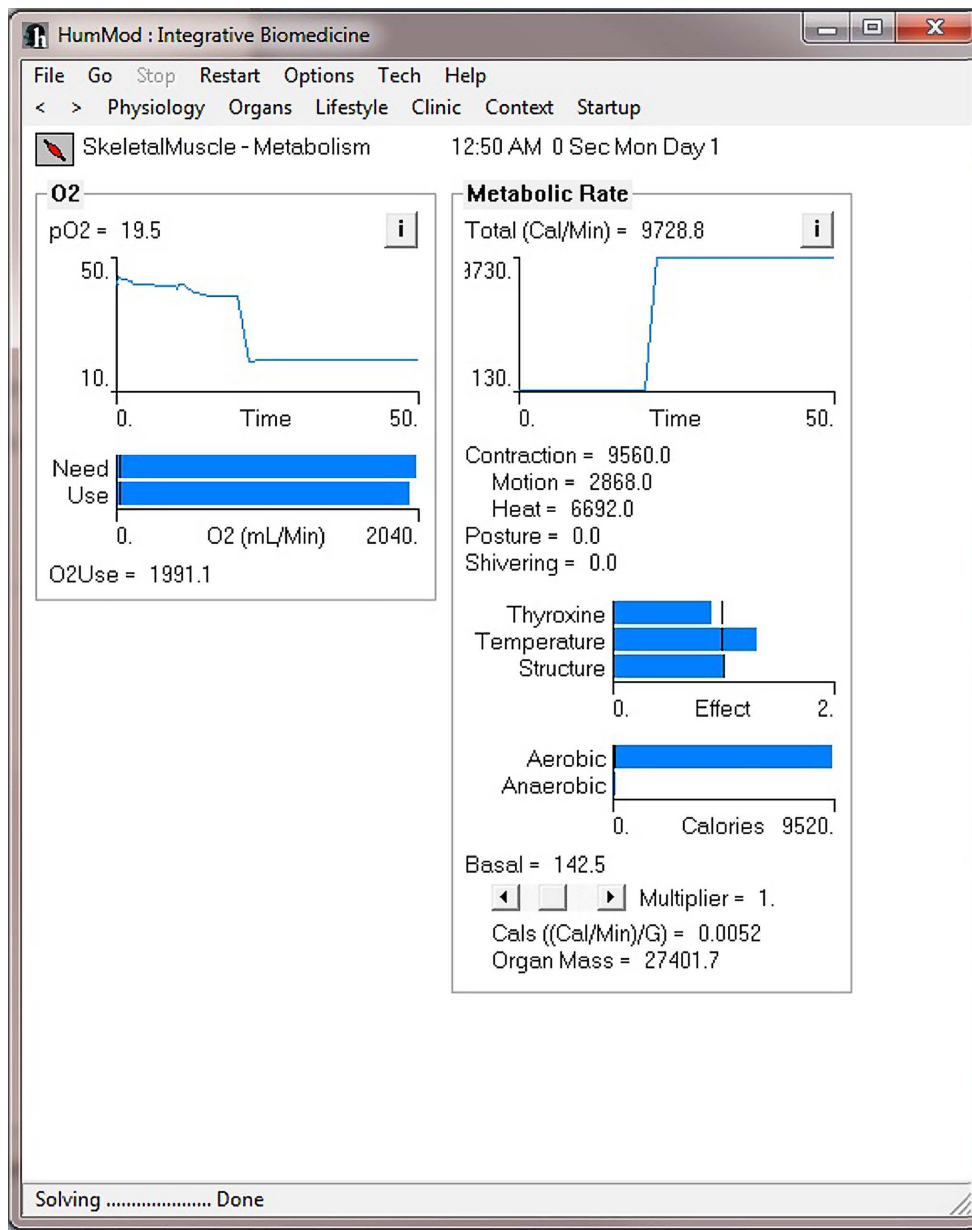 HumMod : Integrative Biomedicine
File Go Stop Restart Options Tech Help
< > Physiology Organs Lifestyle Clinic Context Startup
SkeletalMuscle - Metabolism 12:50 AM 0 Sec Mon Day 1
O2
pO2 = 19.5 i
50.
10.
0. Time 50.
Need
Use
0. O2 (mL/Min) 2040.
O2Use = 1991.1
Metabolic Rate
Total (Cal/Min) = 9728.8 i
9730.
130.
0. Time 50.
Contraction = 9560.0
Motion = 2868.0
Heat = 6692.0
Posture = 0.0
Shivering = 0.0
Thyroxine
Temperature
Structure
0. Effect 2.
Aerobic
Anaerobic
0. Calories 9520.
Basal = 142.5
Multiplier = 1.
Cals ((Cal/Min)/G) = 0.0052
Organ Mass = 27401.7
Solving ..................... Done